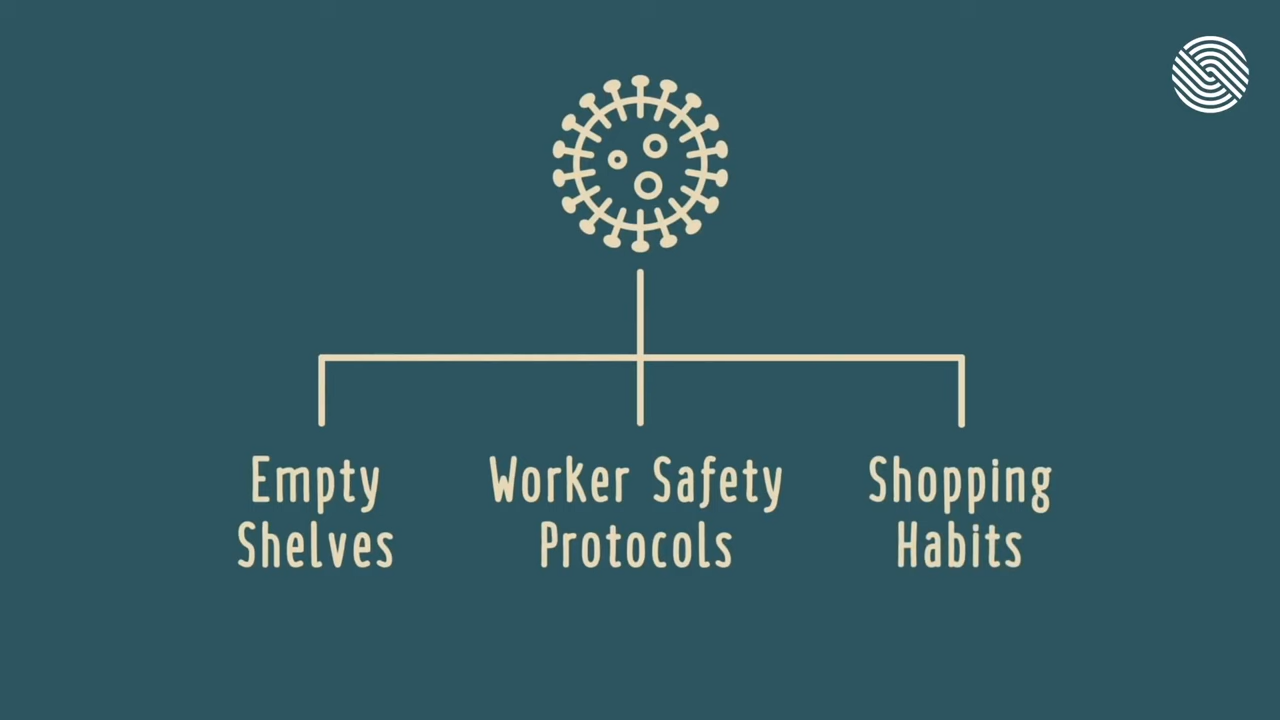 Empty
Shelves
Worker Safety
Protocols
Shopping
Habits